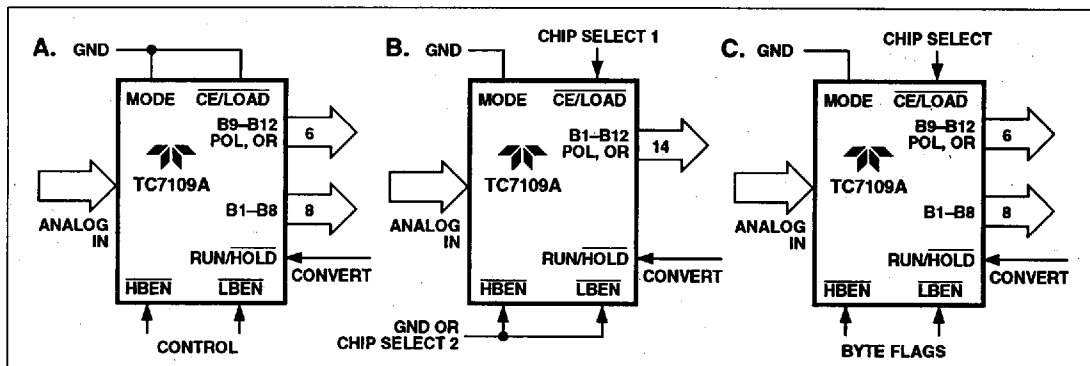 A.
GND
MODE
CE/LOAD
B9–B12
POL, OR
6
TC7109A
B1–B8
8
ANALOG
IN
RUN/HOLD
CONVERT
HBEN
LBEN
CONTROL
B.
GND
CHIP SELECT 1
MODE
CE/LOAD
B1–B12
POL, OR
14
TC7109A
ANALOG
IN
RUN/HOLD
CONVERT
HBEN
LBEN
GND OR
CHIP SELECT 2
C.
GND
CHIP SELECT
MODE
CE/LOAD
B9–B12
POL, OR
6
TC7109A
B1–B8
8
ANALOG
IN
RUN/HOLD
CONVERT
HBEN
LBEN
BYTE FLAGS